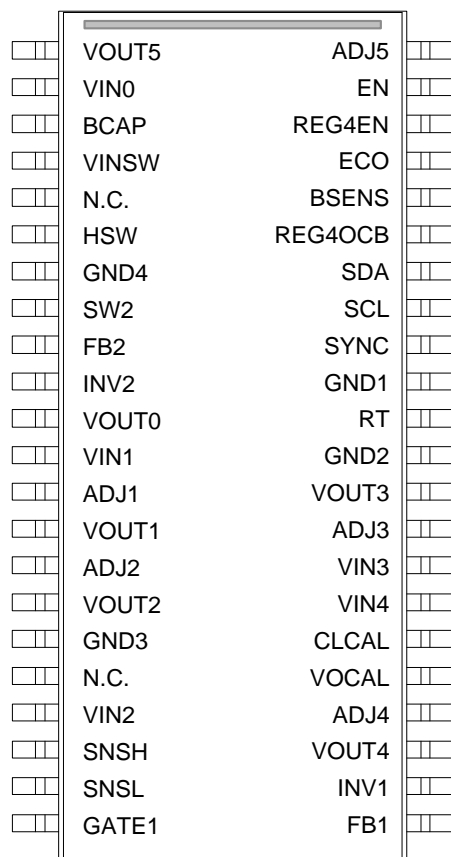 VOUT5 ADJ5
VIN0 EN
BCAP REG4EN
VINSW ECO
N.C. BSENS
HSW REG4OCB
GND4 SDA
SW2 SCL
FB2 SYNC
INV2 GND1
VOUT0 RT
VIN1 GND2
ADJ1 VOUT3
VOUT1 ADJ3
ADJ2 VIN3
VOUT2 VIN4
GND3 CLCAL
N.C. VOCAL
VIN2 ADJ4
SNSH VOUT4
SNSL INV1
GATE1 FB1